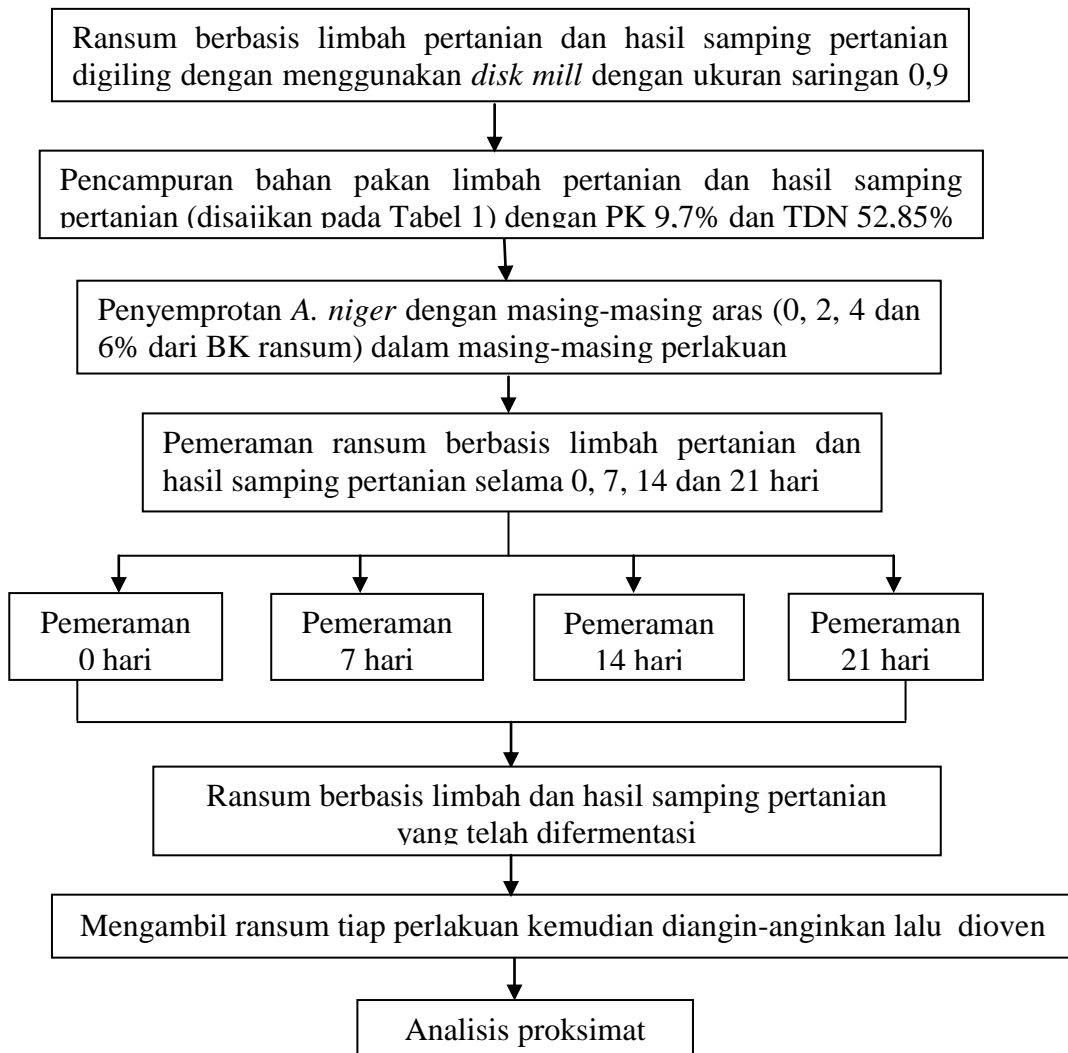 Ransum berbasis limbah pertanian dan hasil samping pertanian
digiling dengan menggunakan disk mill dengan ukuran saringan 0,9
Pencampuran bahan pakan limbah pertanian dan hasil samping
pertanian (disajikan pada Tabel 1) dengan PK 9,7% dan TDN 52,85%
Penyemprotan A. niger dengan masing-masing aras (0, 2, 4 dan
6% dari BK ransum) dalam masing-masing perlakuan
Pemeraman ransum berbasis limbah pertanian dan
hasil samping pertanian selama 0, 7, 14 dan 21 hari
Pemeraman
0 hari
Pemeraman
7 hari
Pemeraman
14 hari
Pemeraman
21 hari
Ransum berbasis limbah dan hasil samping pertanian
yang telah difermentasi
Mengambil ransum tiap perlakuan kemudian diangin-anginkan lalu dioven
Analisis proksimat